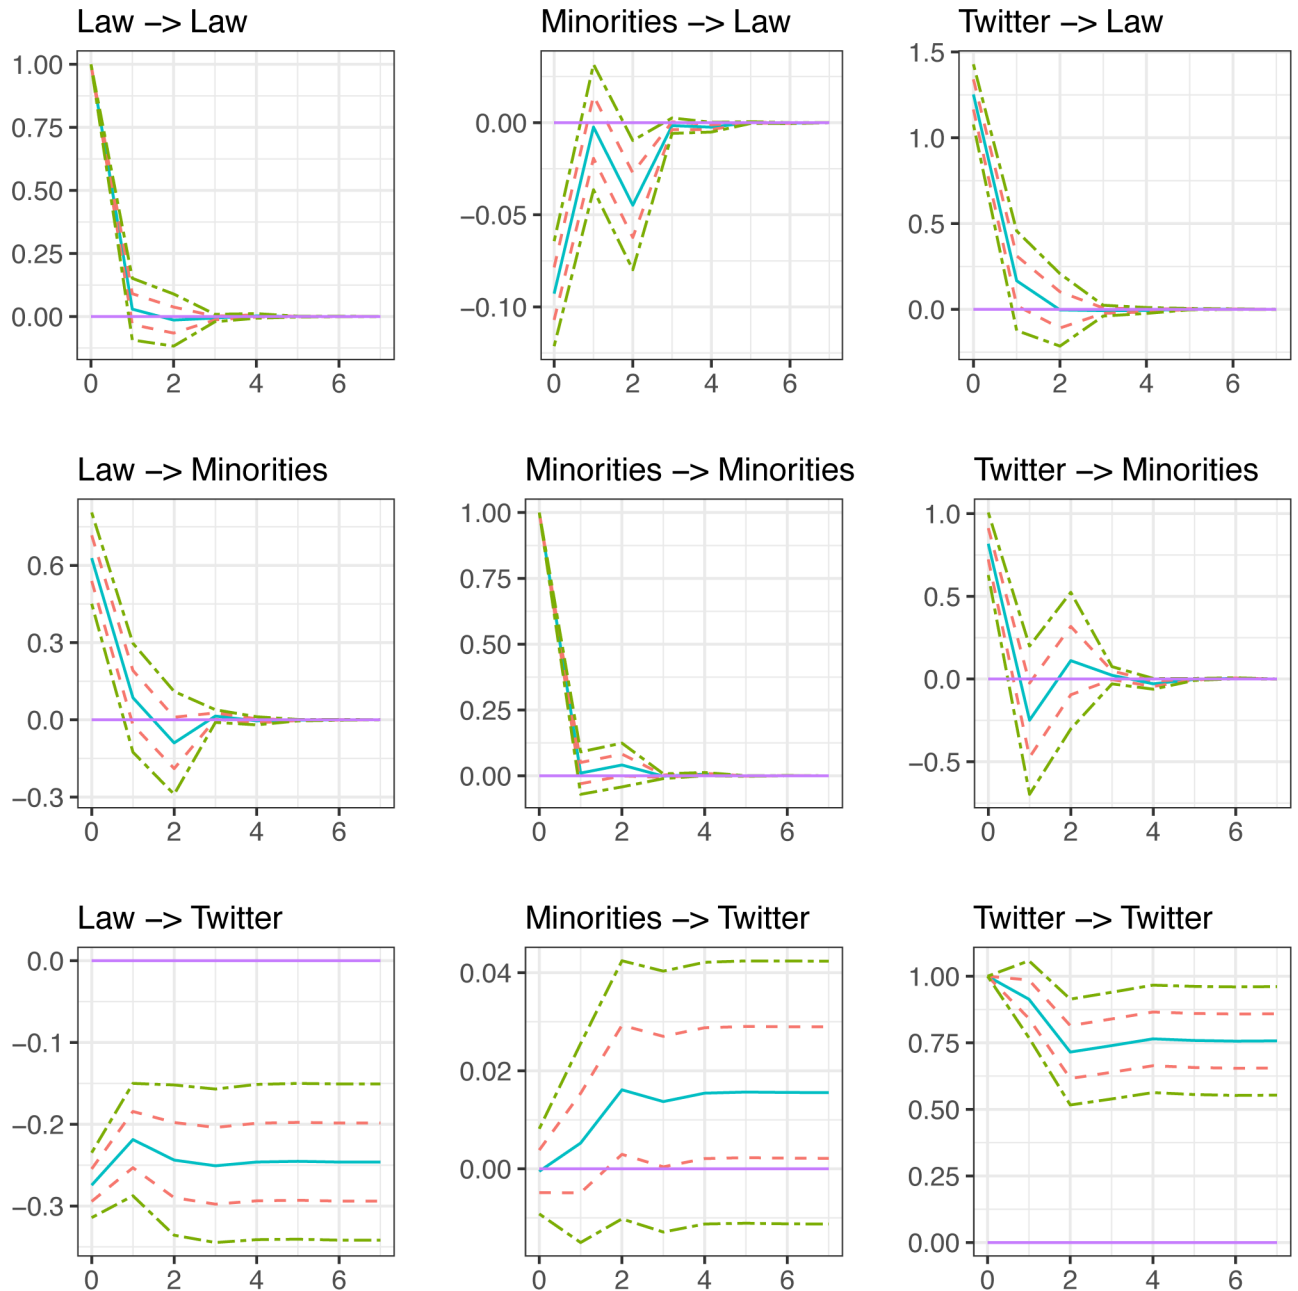 Law –> Law
Minorities –> Law
Twitter –> Law
1.00
0.75
0.50
0.25
0.00
0 2 4 6
0.00
−0.05
−0.10
0 2 4 6
1.5
1.0
0.5
0.0
0 2 4 6
Law –> Minorities
Minorities –> Minorities
Twitter –> Minorities
0.6
0.3
0.0
−0.3
0 2 4 6
1.00
0.75
0.50
0.25
0.00
0 2 4 6
1.0
0.5
0.0
−0.5
0 2 4 6
Law –> Twitter
Minorities –> Twitter
Twitter –> Twitter
0.0
−0.1
−0.2
−0.3
0 2 4 6
0.04
0.02
0.00
0 2 4 6
1.00
0.75
0.50
0.25
0.00
0 2 4 6